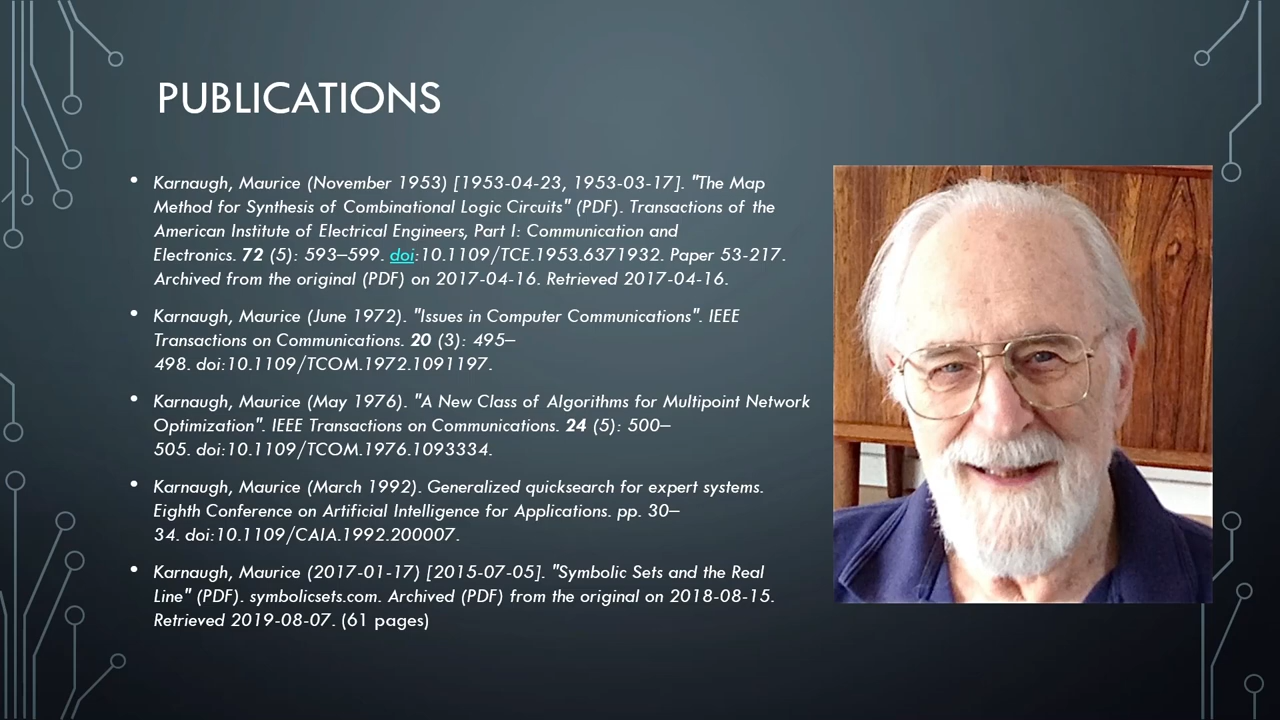 PUBLICATIONS
• Karnaugh, Maurice (November 1953) [1953-04-23, 1953-03-17]. "The Map
Method for Synthesis of Combinational Logic Circuits" (PDF). Transactions of the
American Institute of Electrical Engineers, Part I: Communication and
Electronics. 72 (5): 593–599. doi:10.1109/TCE.1953.6371932. Paper 53-217.
Archived from the original (PDF) on 2017-04-16. Retrieved 2017-04-16.
• Karnaugh, Maurice (June 1972). "Issues in Computer Communications". IEEE
Transactions on Communications. 20 (3): 495–
498. doi:10.1109/TCOM.1972.1091197.
• Karnaugh, Maurice (May 1976). "A New Class of Algorithms for Multipoint Network
Optimization". IEEE Transactions on Communications. 24 (5): 500–
505. doi:10.1109/TCOM.1976.1093334.
• Karnaugh, Maurice (March 1992). Generalized quicksearch for expert systems.
Eighth Conference on Artificial Intelligence for Applications. pp. 30–
34. doi:10.1109/CAIA.1992.200007.
• Karnaugh, Maurice (2017-01-17) [2015-07-05]. "Symbolic Sets and the Real
Line" (PDF). symbolicsets.com. Archived (PDF) from the original on 2018-08-15.
Retrieved 2019-08-07. (61 pages)